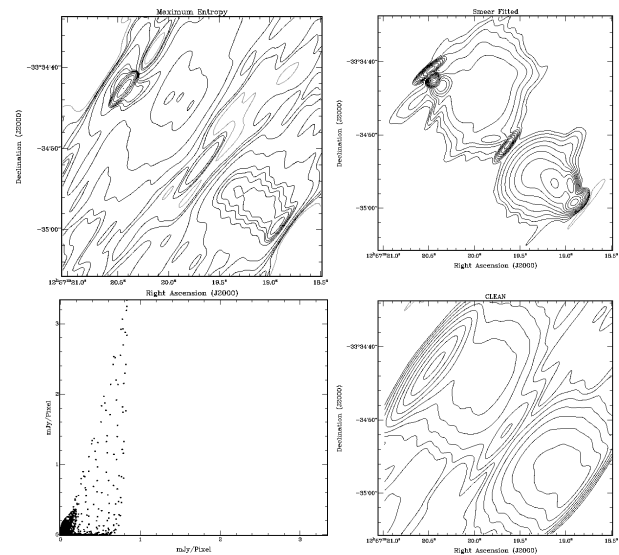 Maximum Entropy
Declination (J2000)
-33°34'40"
-34'50"
-35'00"
13ʰ57ᵐ21.0ˢ 20.5ˢ 20.0ˢ 19.5ˢ 19.0ˢ 18.5ˢ
Right Ascension (J2000)
Smear Fitted
Declination (J2000)
-33°34'40"
-34'50"
-35'00"
13ʰ57ᵐ21.0ˢ 20.5ˢ 20.0ˢ 19.5ˢ 19.0ˢ 18.5ˢ
Right Ascension (J2000)
mJy/Pixel
3
2
1
0
0 1 2 3
mJy/Pixel
CLEAN
Declination (J2000)
-33°34'40"
-34'50"
-35'00"
13ʰ57ᵐ21.0ˢ 20.5ˢ 20.0ˢ 19.5ˢ 19.0ˢ 18.5ˢ
Right Ascension (J2000)